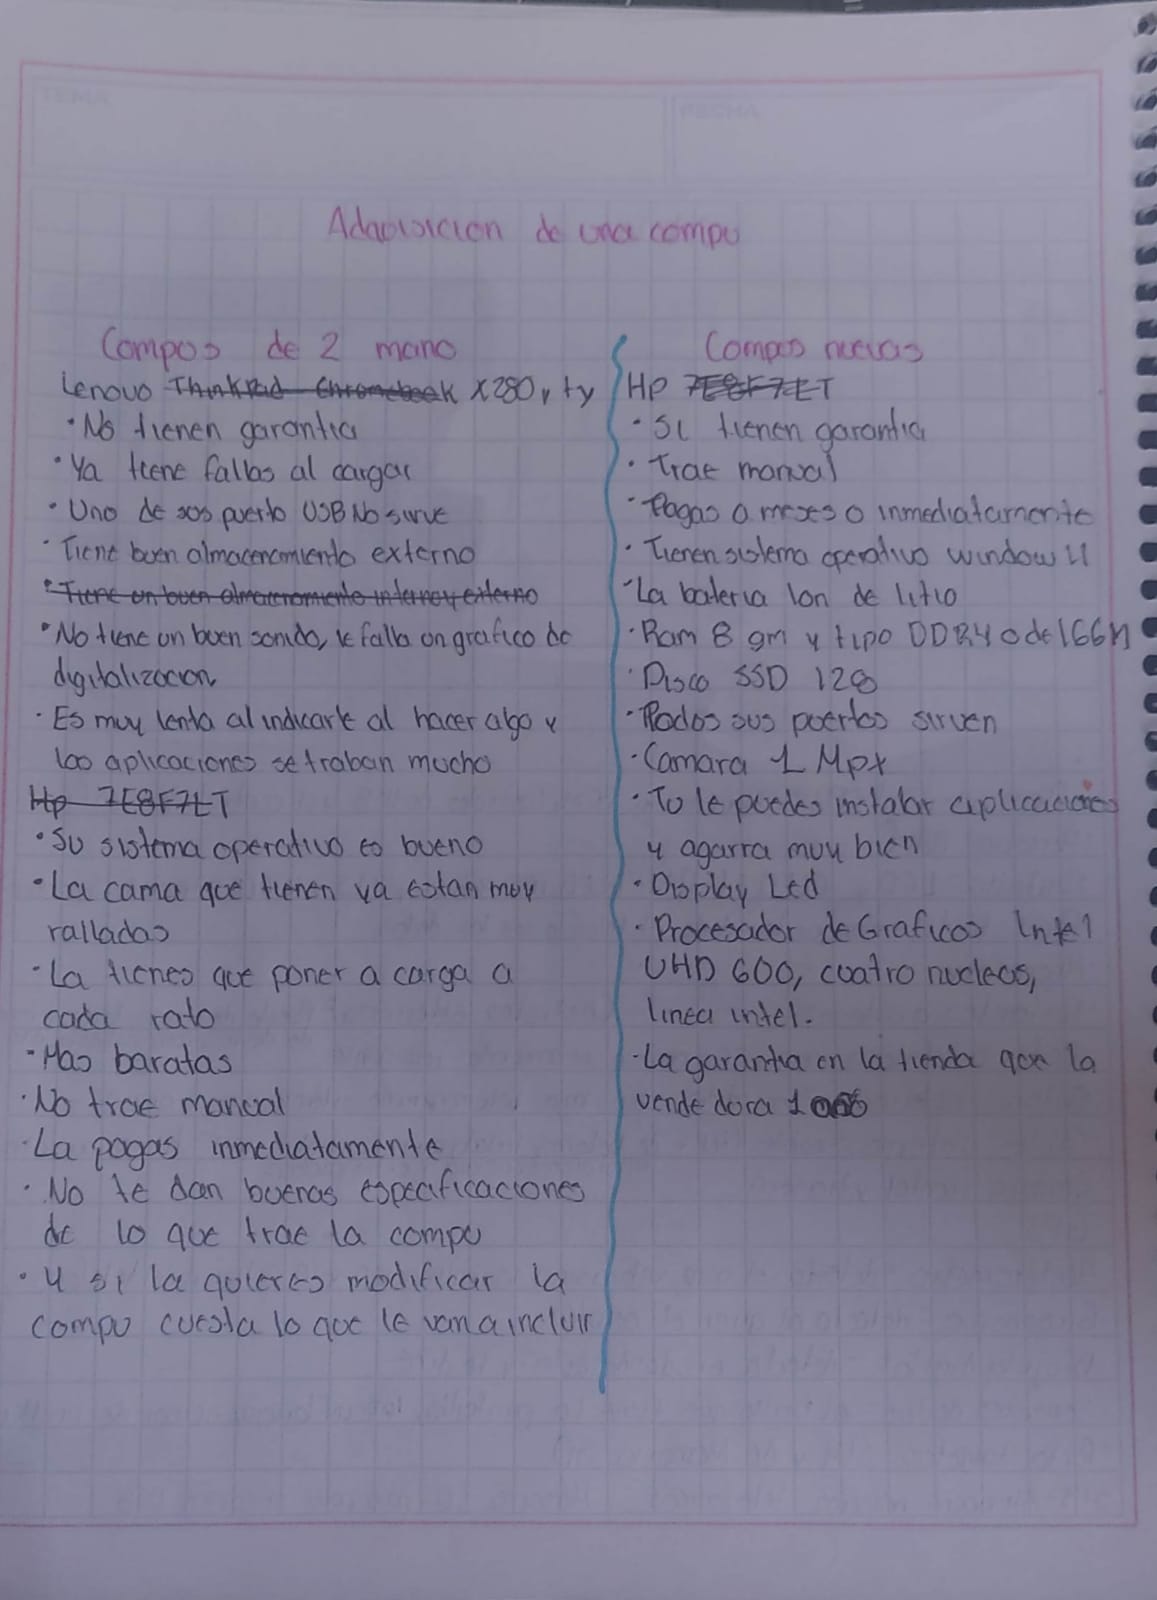 TEMA
FECHA
Adaquisicion de una compu
Compus de 2 mano
Lenovo ThinkPad Chromebook X280, ty
• No tienen garantia
• Ya tiene fallas al cargar
• Uno de sus puerto USB No sirve
• Tiene buen almacenamiento externo
• Tiene un buen almacenamiento interno y externo
• No tiene un buen sonido, le falla un grafico de
digitalizacion
• Es muy lenta al indicarle al hacer algo y
las aplicaciones se traban mucho
Hp 7E8F7LT
• Su sistema operativo es bueno
• La cama que tienen ya estan muy
ralladas
• La tienes que poner a carga a
cada rato
• Mas baratas
• No trae manual
• La pagas inmediatamente
• No te dan buenas especificaciones
de lo que trae la compu
• Y si la quieres modificar la
compu cuesta lo que le van a incluir
Compus nuevas
Hp 7E8F7LT
• Si tienen garantia
• Trae manual
• Pagas a meses o inmediatamente
• Tienen sistema operativo window 11
• La bateria Ion de litio
• Ram 8 gm y tipo DDR4 o de 166
• Disco SSD 128
• Todos sus puertos sirven
• Camara 1 Mpx
• Tu le puedes instalar aplicaciones
y agarra muy bien
• Display Led
• Procesador de Graficos Intel
UHD 600, cuatro nucleos,
linea intel.
• La garantia en la tienda que la
vende dura 1